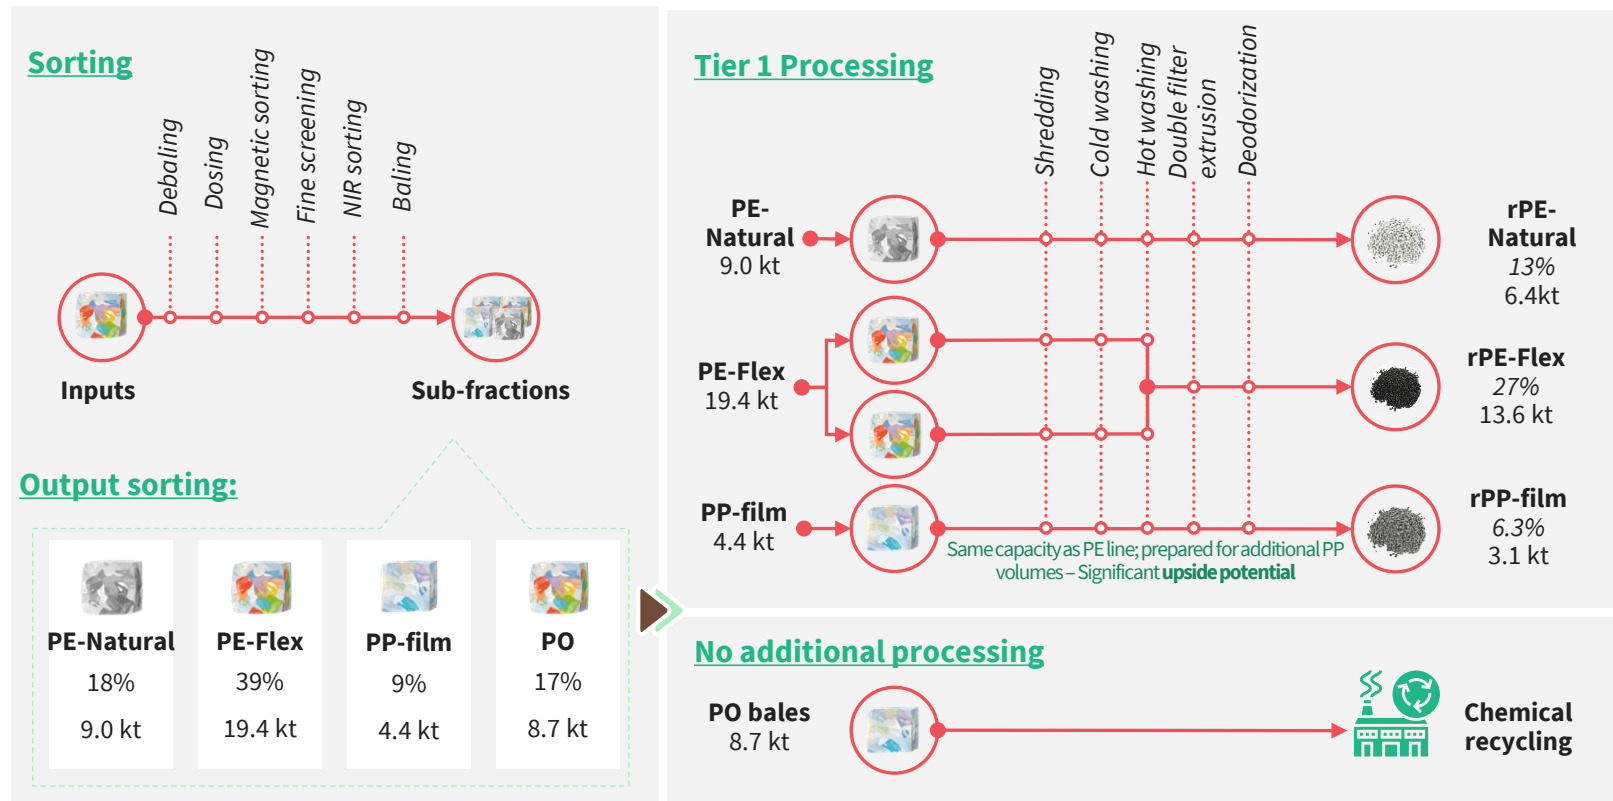 Sorting
Debaling
Dosing
Magnetic sorting
Fine screening
NIR sorting
Baling
Inputs
Sub-fractions
Output sorting:
PE-Natural
18%
9.0 kt
PE-Flex
39%
19.4 kt
PP-film
9%
4.4 kt
PO
17%
8.7 kt
Tier 1 Processing
Shredding
Cold washing
Hot washing
Double filter
extrusion
Deodorization
PE-
Natural
9.0 kt
rPE-
Natural
13%
6.4kt
PE-Flex
19.4 kt
rPE-Flex
27%
13.6 kt
PP-film
4.4 kt
Same capacity as PE line; prepared for additional PP
volumes – Significant upside potential
rPP-film
6.3%
3.1 kt
No additional processing
PO bales
8.7 kt
Chemical
recycling